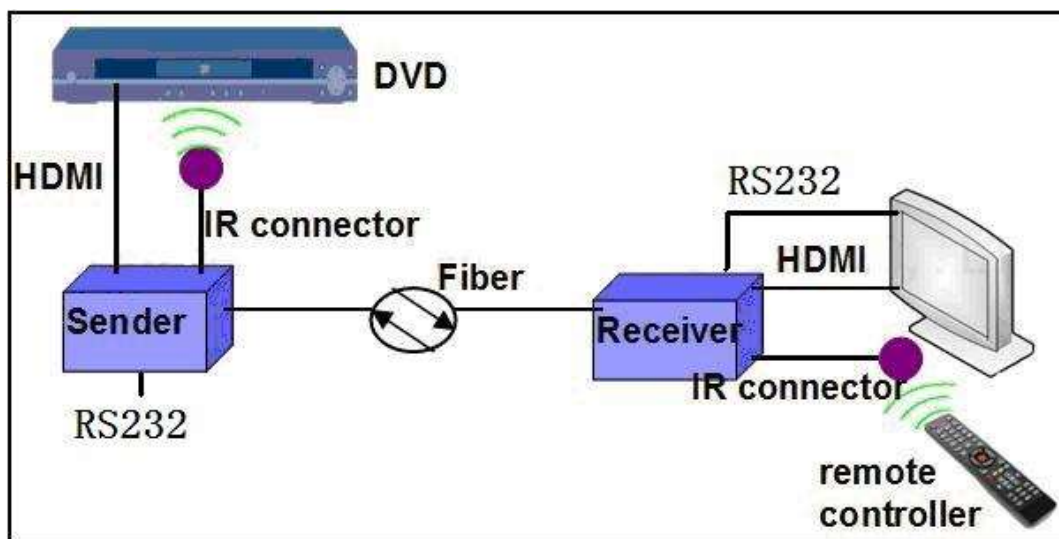 DVD
HDMI
IR connector
Sender
RS232
Fiber
RS232
HDMI
Receiver
IR connector
remote
controller